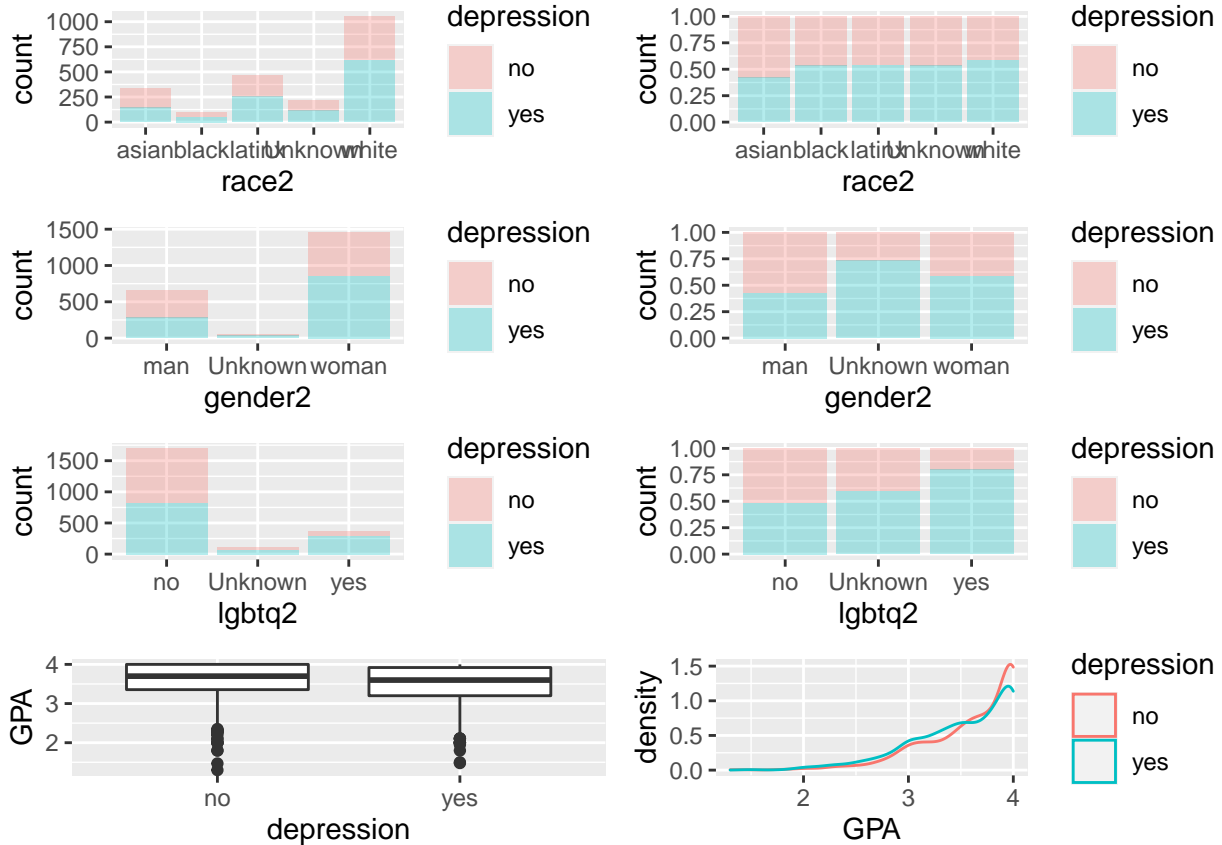 depression
no
yes
count
1000
750
500
250
0
asian black latinx Unknown white
race2
depression
no
yes
count
1.00
0.75
0.50
0.25
0.00
asian black latinx Unknown white
race2
depression
no
yes
count
1500
1000
500
0
man Unknown woman
gender2
depression
no
yes
count
1.00
0.75
0.50
0.25
0.00
man Unknown woman
gender2
depression
no
yes
count
1500
1000
500
0
no Unknown yes
lgbtq2
depression
no
yes
count
1.00
0.75
0.50
0.25
0.00
no Unknown yes
lgbtq2
GPA
4
3
2
no yes
depression
density
1.5
1.0
0.5
0.0
2 3 4
GPA
depression
no
yes